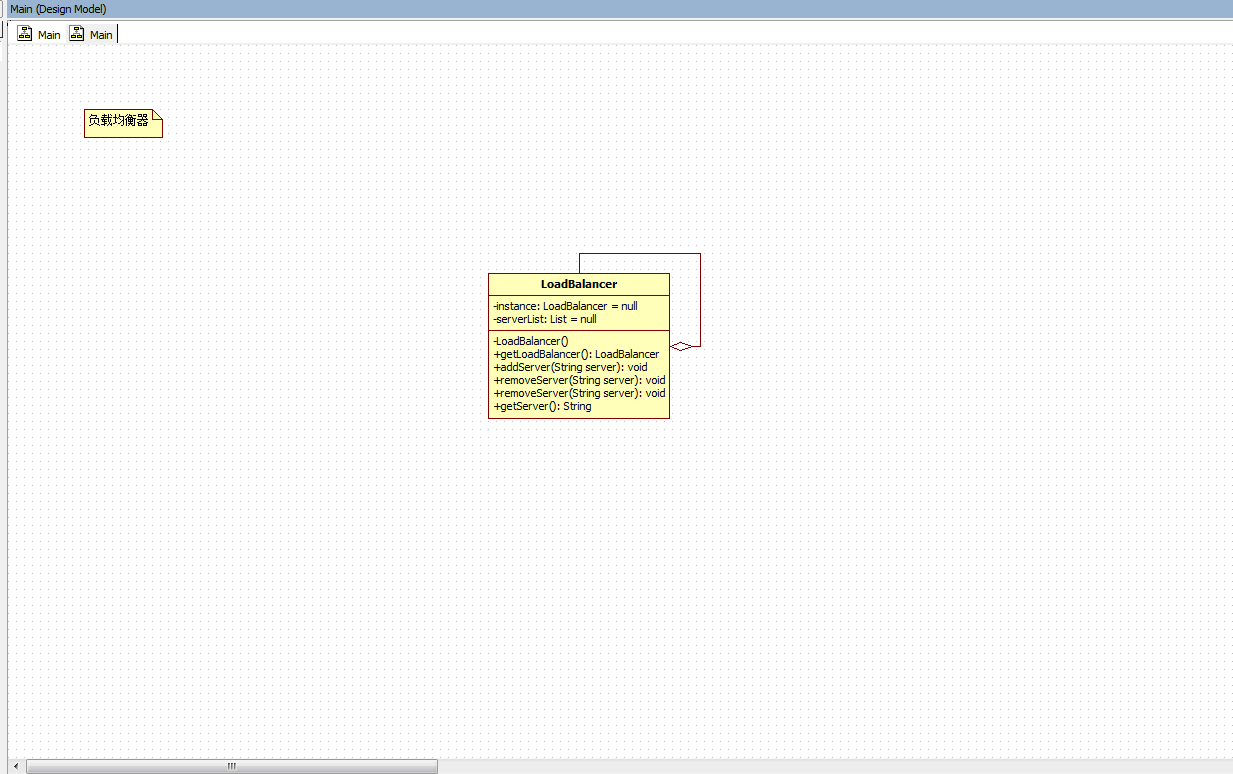 Main (Design Model)
Main
Main
负载均衡器
LoadBalancer
-instance: LoadBalancer = null
-serverList: List = null
-LoadBalancer()
+getLoadBalancer(): LoadBalancer
+addServer(String server): void
+removeServer(String server): void
+removeServer(String server): void
+getServer(): String